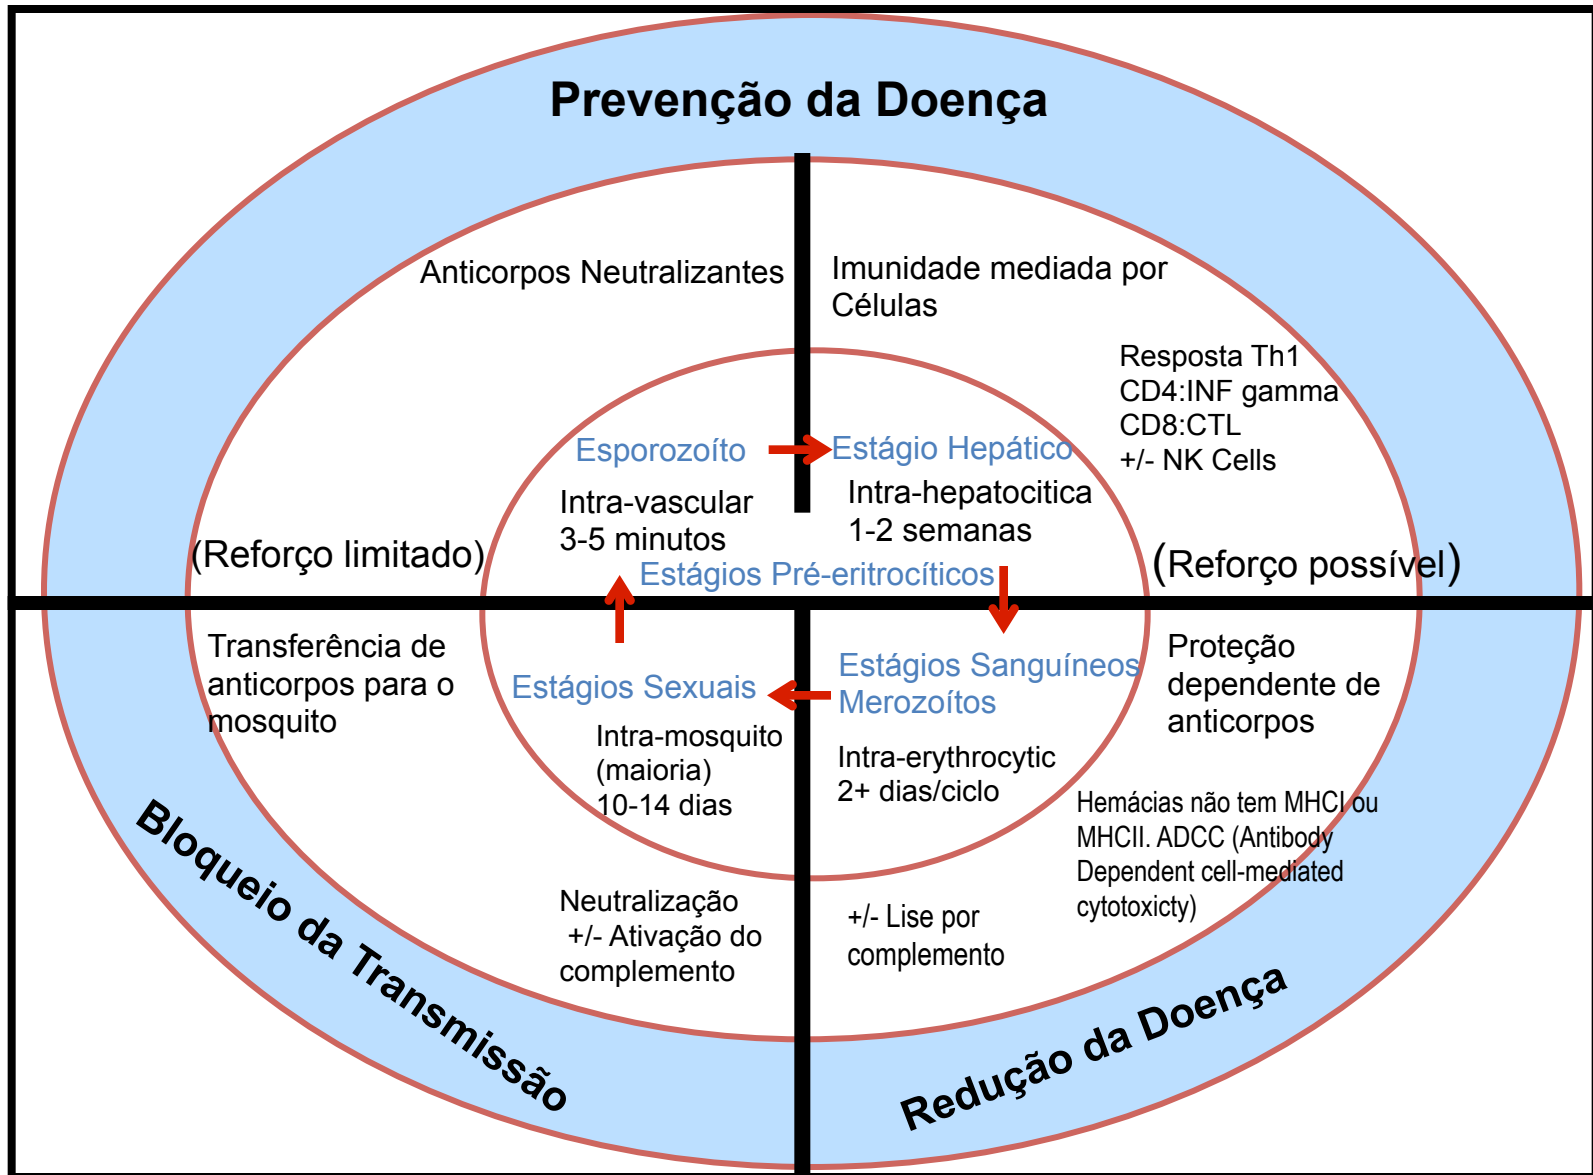 Prevenção da Doença
Anticorpos Neutralizantes
Imunidade mediada por
Células
Resposta Th1
CD4:INF gamma
CD8:CTL
+/- NK Cells
Esporozoíto
Estágio Hepático
Intra-vascular
3-5 minutos
Intra-hepatocitica
1-2 semanas
(Reforço limitado)
(Reforço possível)
Estágios Pré-eritrocíticos
Transferência de
anticorpos para o
mosquito
Estágios Sexuais
Estágios Sanguíneos
Merozoítos
Proteção
dependente de
anticorpos
Intra-mosquito
(maioria)
10-14 dias
Intra-erythrocytic
2+ dias/ciclo
Hemácias não tem MHCI ou
MHCII. ADCC (Antibody
Dependent cell-mediated
cytotoxicty)
Neutralização
+/- Ativação do
complemento
+/- Lise por
complemento
Bloqueio da Transmissão
Redução da Doença